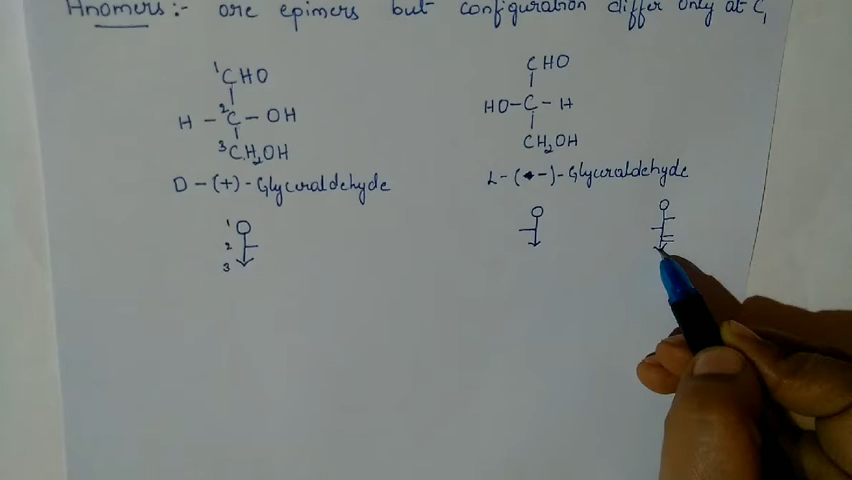 Anomers:- are epimers but configuration differ only at C1
1CHO
H - 2C - OH
3CH2OH
D-(+)-Glyceraldehyde
1
2
3
CHO
HO-C-H
CH2OH
L-(-)-Glyceraldehyde